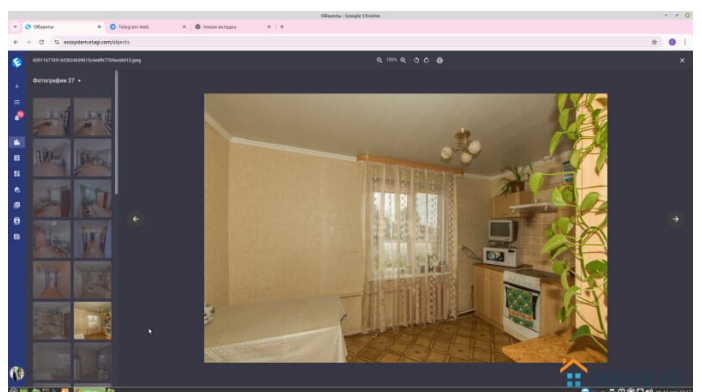 Объекты - Google Chrome
Объекты
Telegram Web
Новая вкладка
ecosystem.etagi.com/objects
100%
Фотографии 37